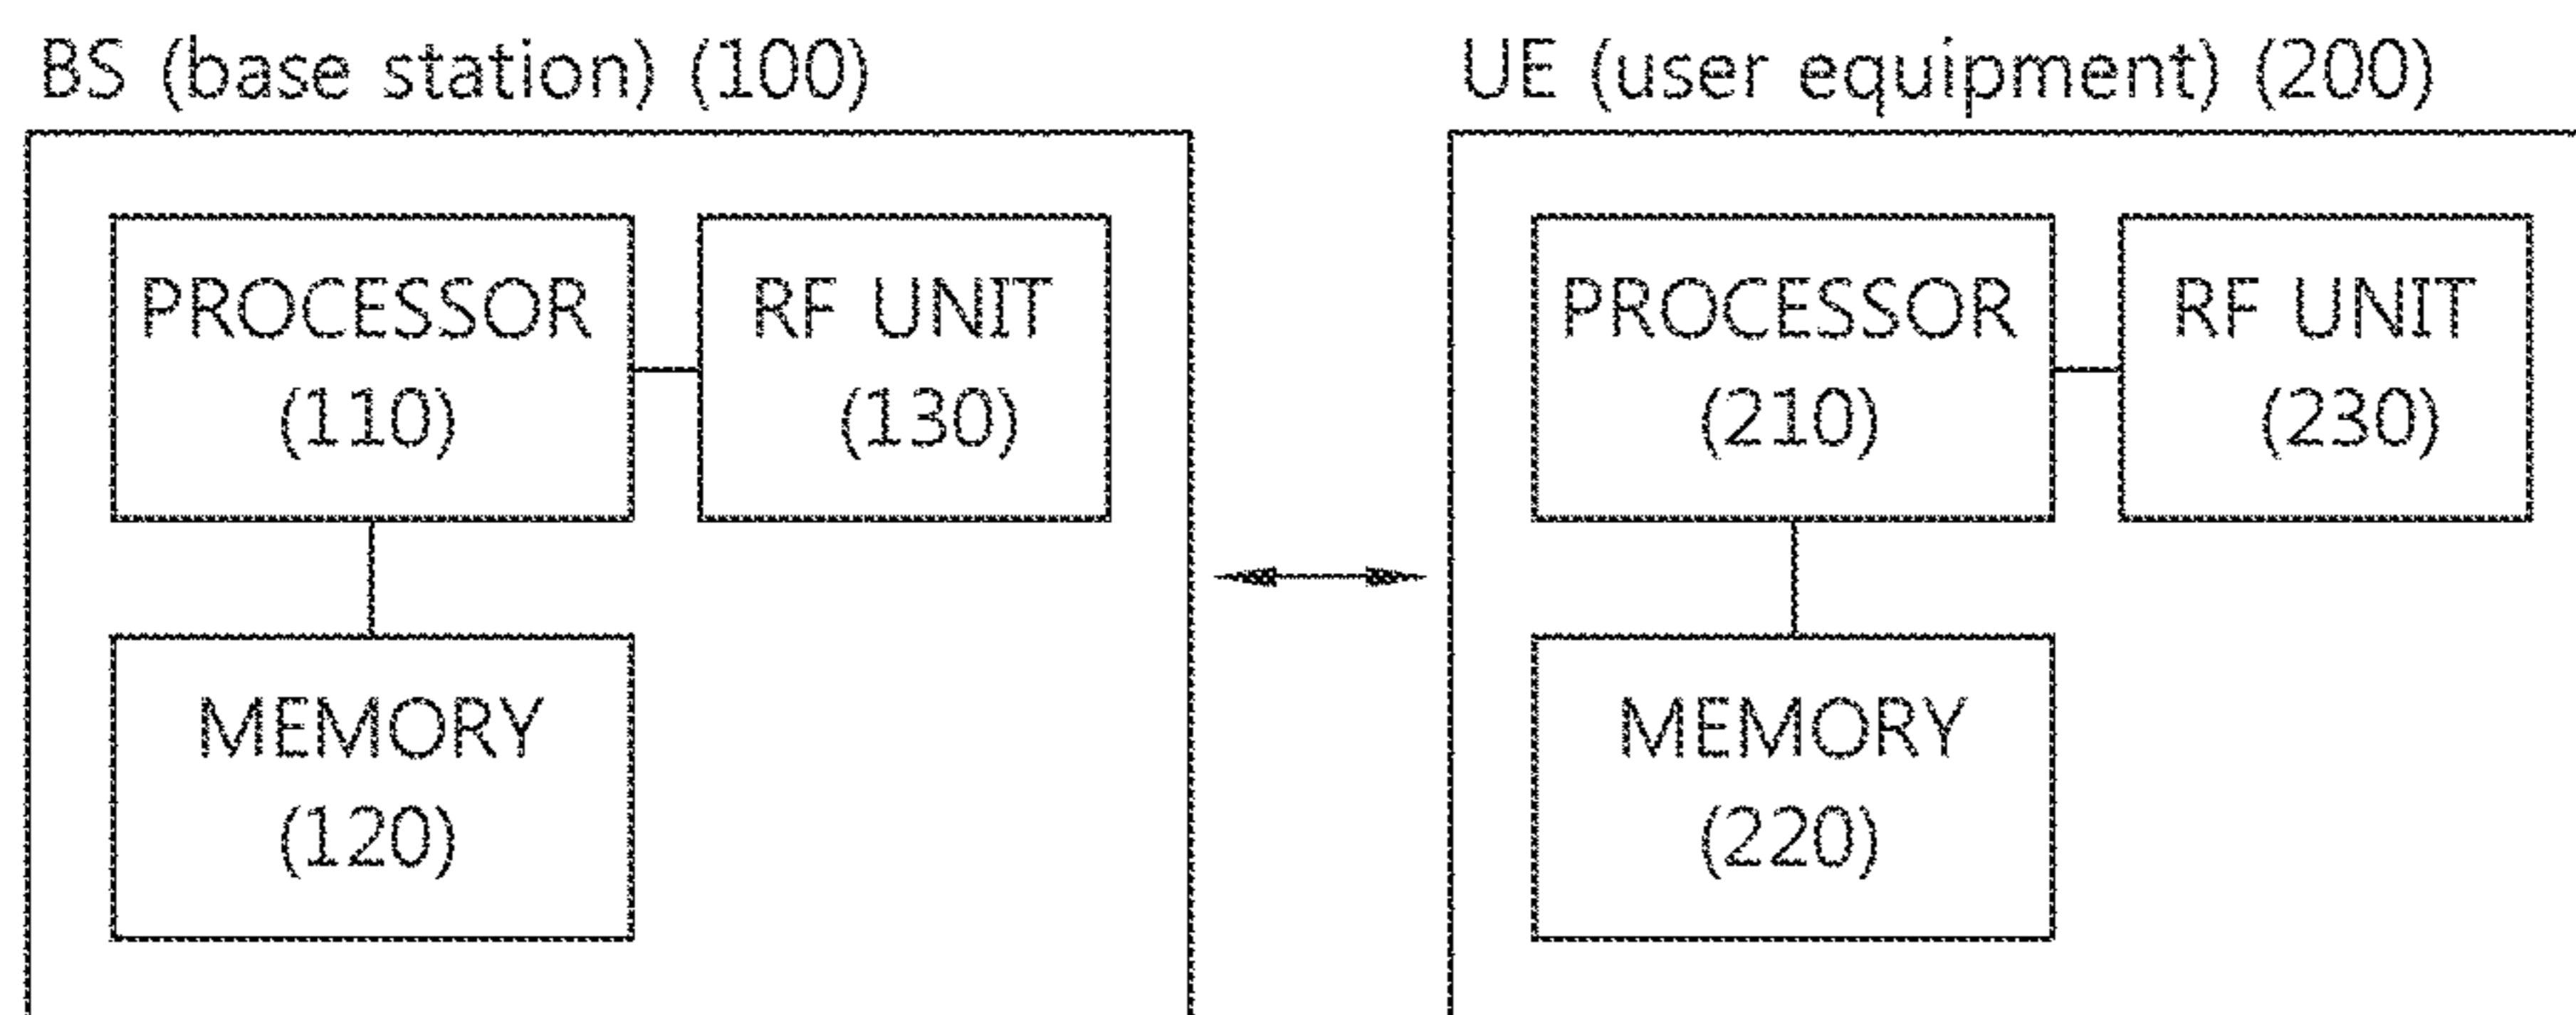 BS (base station) (100)
PROCESSOR
(110)
RF UNIT
(130)
MEMORY
(120)
UE (user equipment) (200)
PROCESSOR
(210)
RF UNIT
(230)
MEMORY
(220)